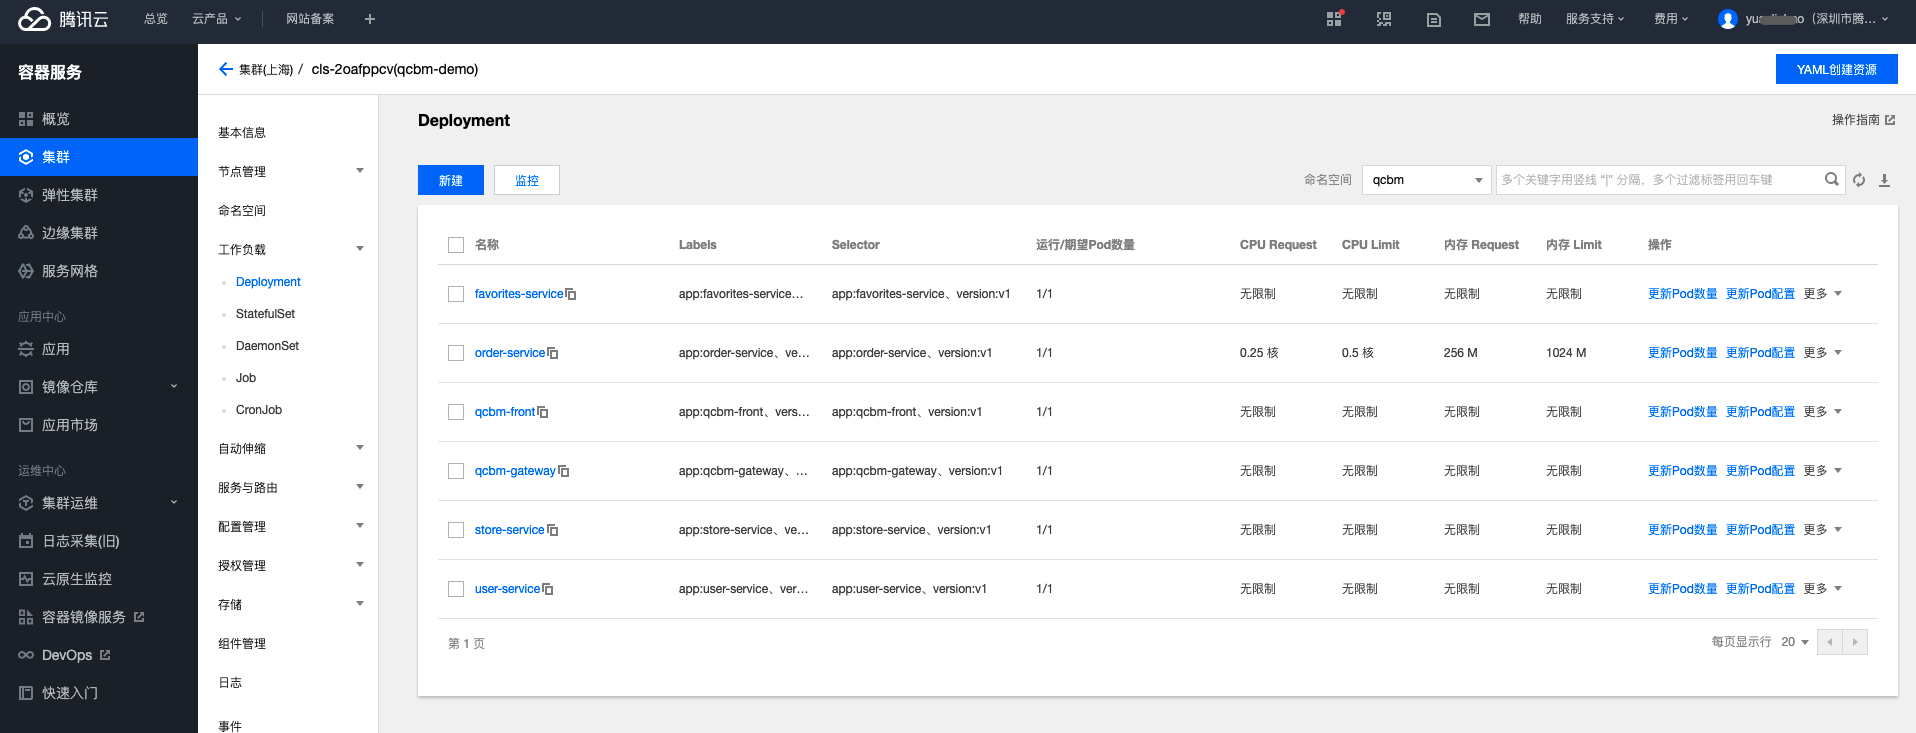 腾讯云 总览 云产品 网站备案 帮助 服务支持 费用 (深圳市腾...
容器服务
概览
集群
弹性集群
边缘集群
服务网格
应用中心
应用
镜像仓库
应用市场
运维中心
集群运维
日志采集(旧)
云原生监控
容器镜像服务
DevOps
快速入门
集群(上海) / cls-2oafppcv(qcbm-demo) YAML创建资源
基本信息
节点管理
命名空间
工作负载
Deployment
StatefulSet
DaemonSet
Job
CronJob
自动伸缩
服务与路由
配置管理
授权管理
存储
组件管理
日志
事件
Deployment 操作指南
新建 监控 命名空间 qcbm 多个关键字用竖线 “|” 分隔，多个过滤标签用回车键
名称 Labels Selector 运行/期望Pod数量 CPU Request CPU Limit 内存 Request 内存 Limit 操作
favorites-service app:favorites-service... app:favorites-service、version:v1 1/1 无限制 无限制 无限制 无限制 更新Pod数量 更新Pod配置 更多
order-service app:order-service、ve... app:order-service、version:v1 1/1 0.25 核 0.5 核 256 M 1024 M 更新Pod数量 更新Pod配置 更多
qcbm-front app:qcbm-front、vers... app:qcbm-front、version:v1 1/1 无限制 无限制 无限制 无限制 更新Pod数量 更新Pod配置 更多
qcbm-gateway app:qcbm-gateway、... app:qcbm-gateway、version:v1 1/1 无限制 无限制 无限制 无限制 更新Pod数量 更新Pod配置 更多
store-service app:store-service、ve... app:store-service、version:v1 1/1 无限制 无限制 无限制 无限制 更新Pod数量 更新Pod配置 更多
user-service app:user-service、ver... app:user-service、version:v1 1/1 无限制 无限制 无限制 无限制 更新Pod数量 更新Pod配置 更多
第 1 页 每页显示行 20